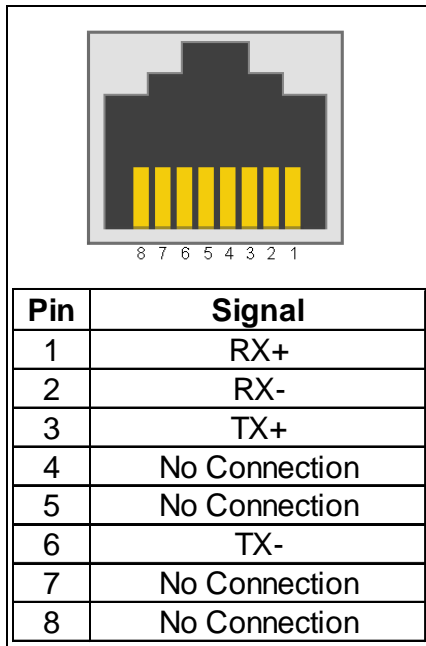 8 7 6 5 4 3 2 1
Pin Signal
1 RX+
2 RX-
3 TX+
4 No Connection
5 No Connection
6 TX-
7 No Connection
8 No Connection